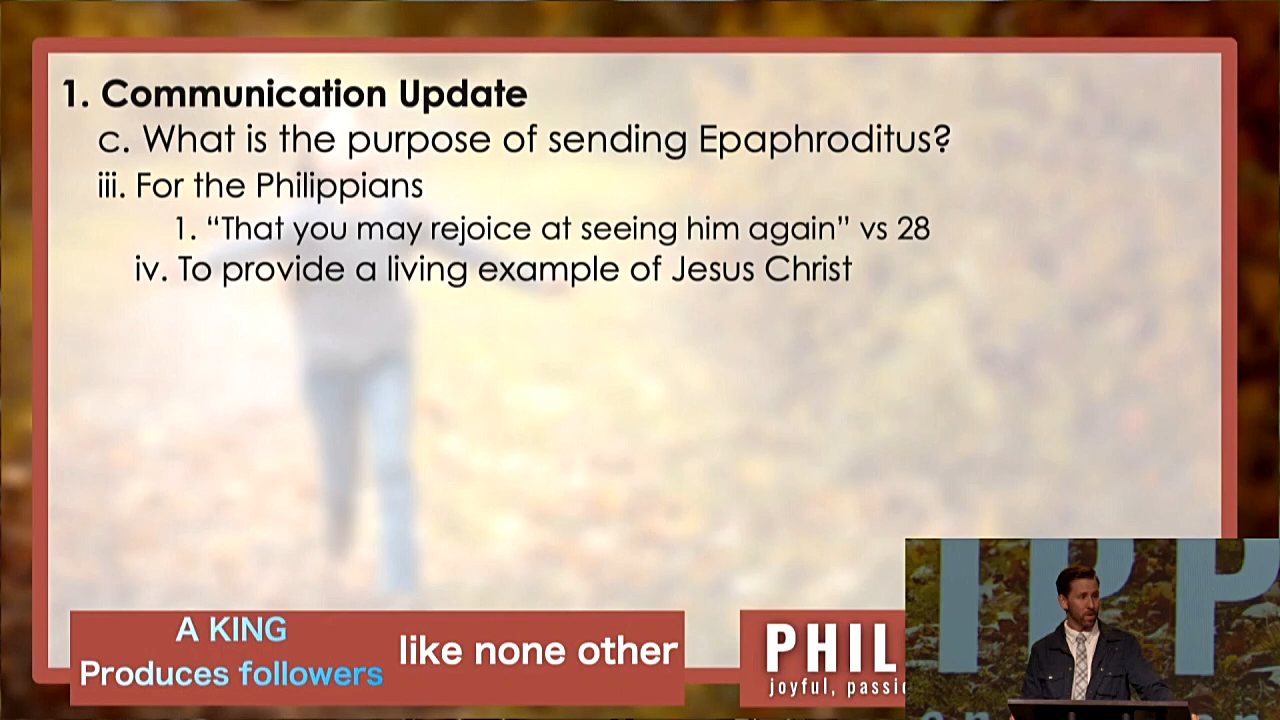 1. Communication Update
c. What is the purpose of sending Epaphroditus?
iii. For the Philippians
1. “That you may rejoice at seeing him again” vs 28
iv. To provide a living example of Jesus Christ
A KING
Produces followers
like none other
PHIL
joyful, passio
IPP